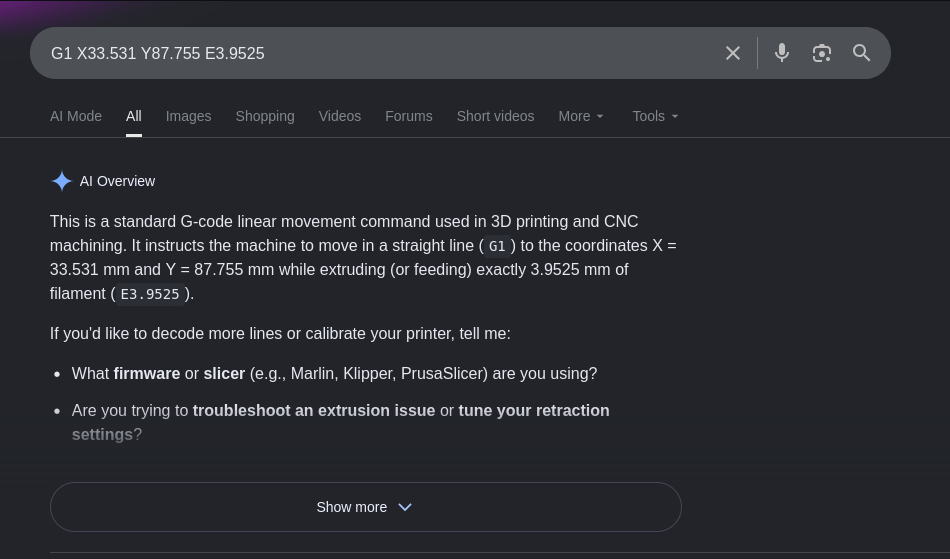 G1 X33.531 Y87.755 E3.9525
AI Mode All Images Shopping Videos Forums Short videos More Tools
AI Overview
This is a standard G-code linear movement command used in 3D printing and CNC
machining. It instructs the machine to move in a straight line ( G1 ) to the coordinates X =
33.531 mm and Y = 87.755 mm while extruding (or feeding) exactly 3.9525 mm of
filament ( E3.9525 ).
If you'd like to decode more lines or calibrate your printer, tell me:
• What firmware or slicer (e.g., Marlin, Klipper, PrusaSlicer) are you using?
• Are you trying to troubleshoot an extrusion issue or tune your retraction
settings?
Show more